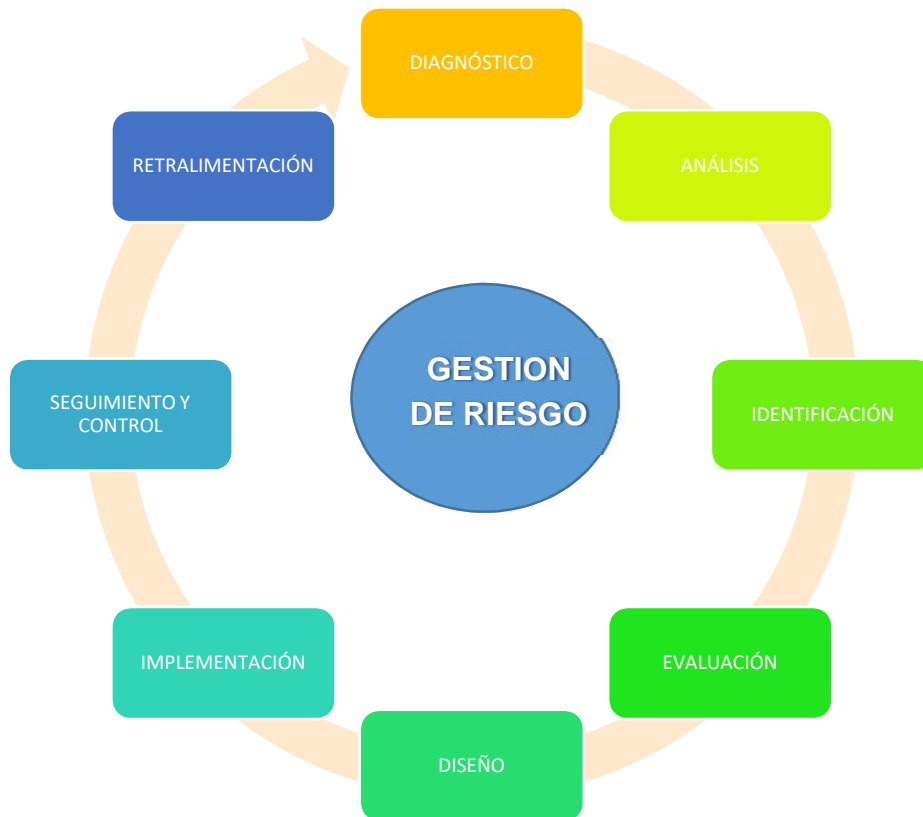 DIAGNÓSTICO
ANÁLISIS
IDENTIFICACIÓN
EVALUACIÓN
DISEÑO
IMPLEMENTACIÓN
SEGUIMIENTO Y
CONTROL
RETRALIMENTACIÓN
GESTION
DE RIESGO